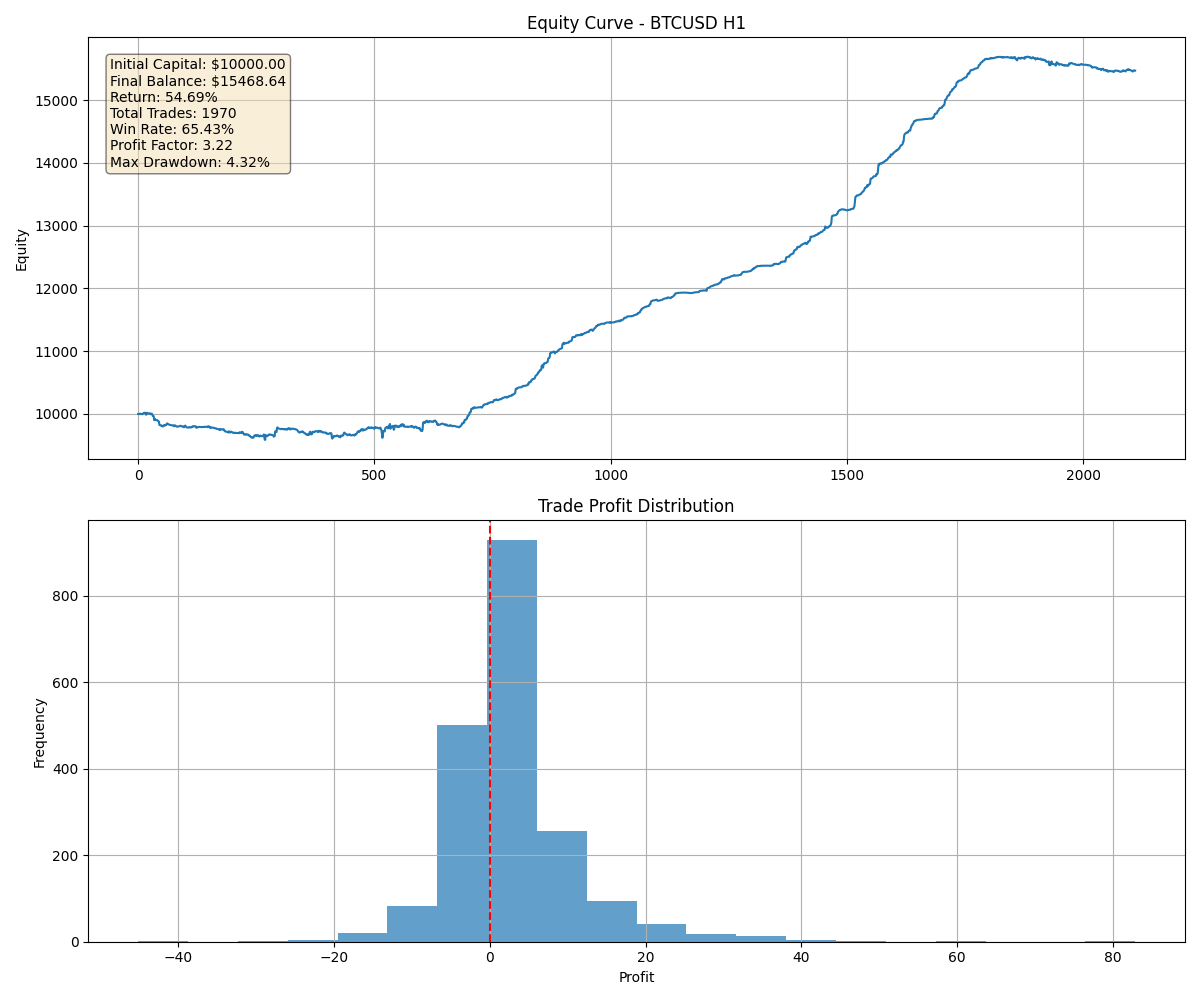 Equity Curve - BTCUSD H1
Initial Capital: $10000.00
Final Balance: $15468.64
Return: 54.69%
Total Trades: 1970
Win Rate: 65.43%
Profit Factor: 3.22
Max Drawdown: 4.32%
Equity
15000
14000
13000
12000
11000
10000
0 500 1000 1500 2000
Trade Profit Distribution
Frequency
800
600
400
200
0
−40 −20 0 20 40 60 80
Profit